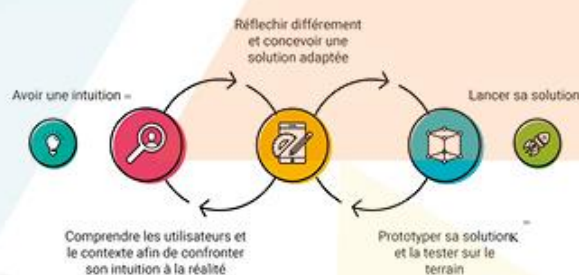 Réflechir différement
et concevoir une
solution adaptée
Avoir une intuition =
Lancer sa solution
Comprendre les utilisateurs et
le contexte afin de confronter
son intuition à la réalité
Prototyper sa solutionĸ =
et la tester sur le
terrain